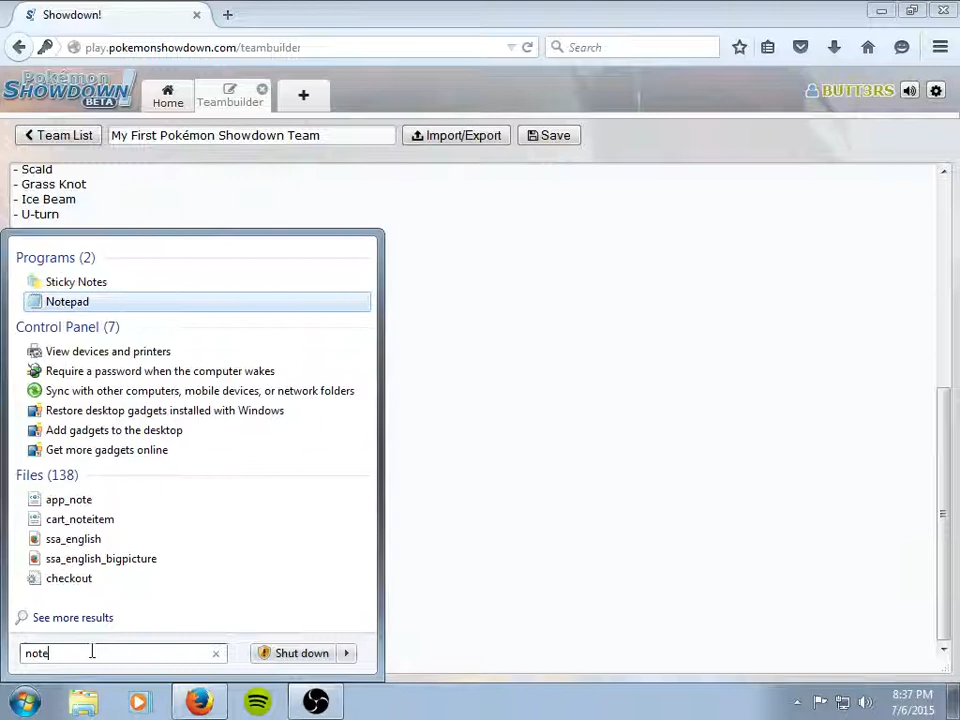 Showdown!
play.pokemonshowdown.com/teambuilder
Search
Pokémon
SHOWDOWN!
BETA
Home
Teambuilder
BUTT3RS
Team List
My First Pokémon Showdown Team
Import/Export
Save
- Scald
- Grass Knot
- Ice Beam
- U-turn
Programs (2)
Sticky Notes
Notepad
Control Panel (7)
View devices and printers
Require a password when the computer wakes
Sync with other computers, mobile devices, or network folders
Restore desktop gadgets installed with Windows
Add gadgets to the desktop
Get more gadgets online
Files (138)
app_note
cart_noteitem
ssa_english
ssa_english_bigpicture
checkout
See more results
note
Shut down
8:37 PM
7/6/2015